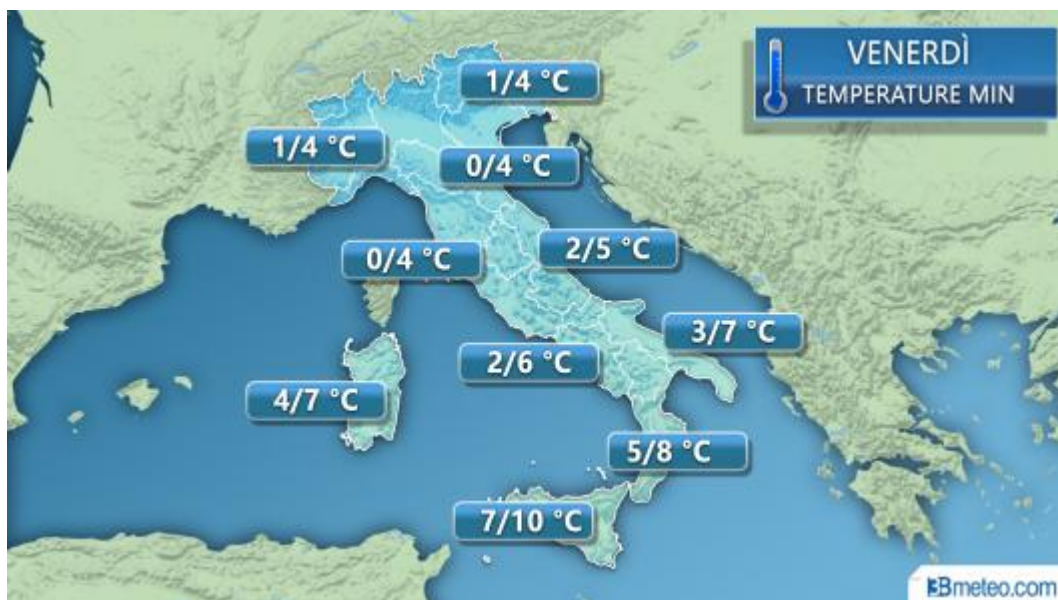 VENERDÌ
TEMPERATURE MIN
1/4 °C
1/4 °C
0/4 °C
2/5 °C
0/4 °C
3/7 °C
2/6 °C
4/7 °C
5/8 °C
7/10 °C
3Bmeteo.com